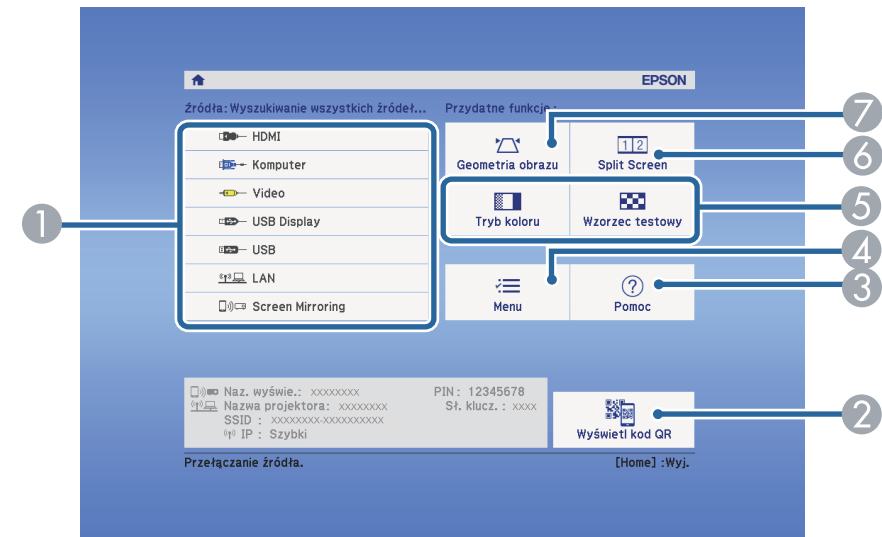 EPSON
Źródła: Wyszukiwanie wszystkich źródeł...
Przydatne funkcje:
HDMI
Komputer
Video
USB Display
USB
LAN
Screen Mirroring
Geometria obrazu
Split Screen
1 2
Tryb koloru
Wzorzec testowy
Menu
Pomoc
?
Naz. wyświe.: xxxxxxxx
PIN: 12345678
Nazwa projektora: xxxxxxxx
Sł. klucz. : xxxx
SSID : xxxxxxxx-xxxxxxxxxx
IP : Szybki
Wyświetl kod QR
Przełączanie źródła.
[Home] :Wyj.
1
7
6
5
4
3
2